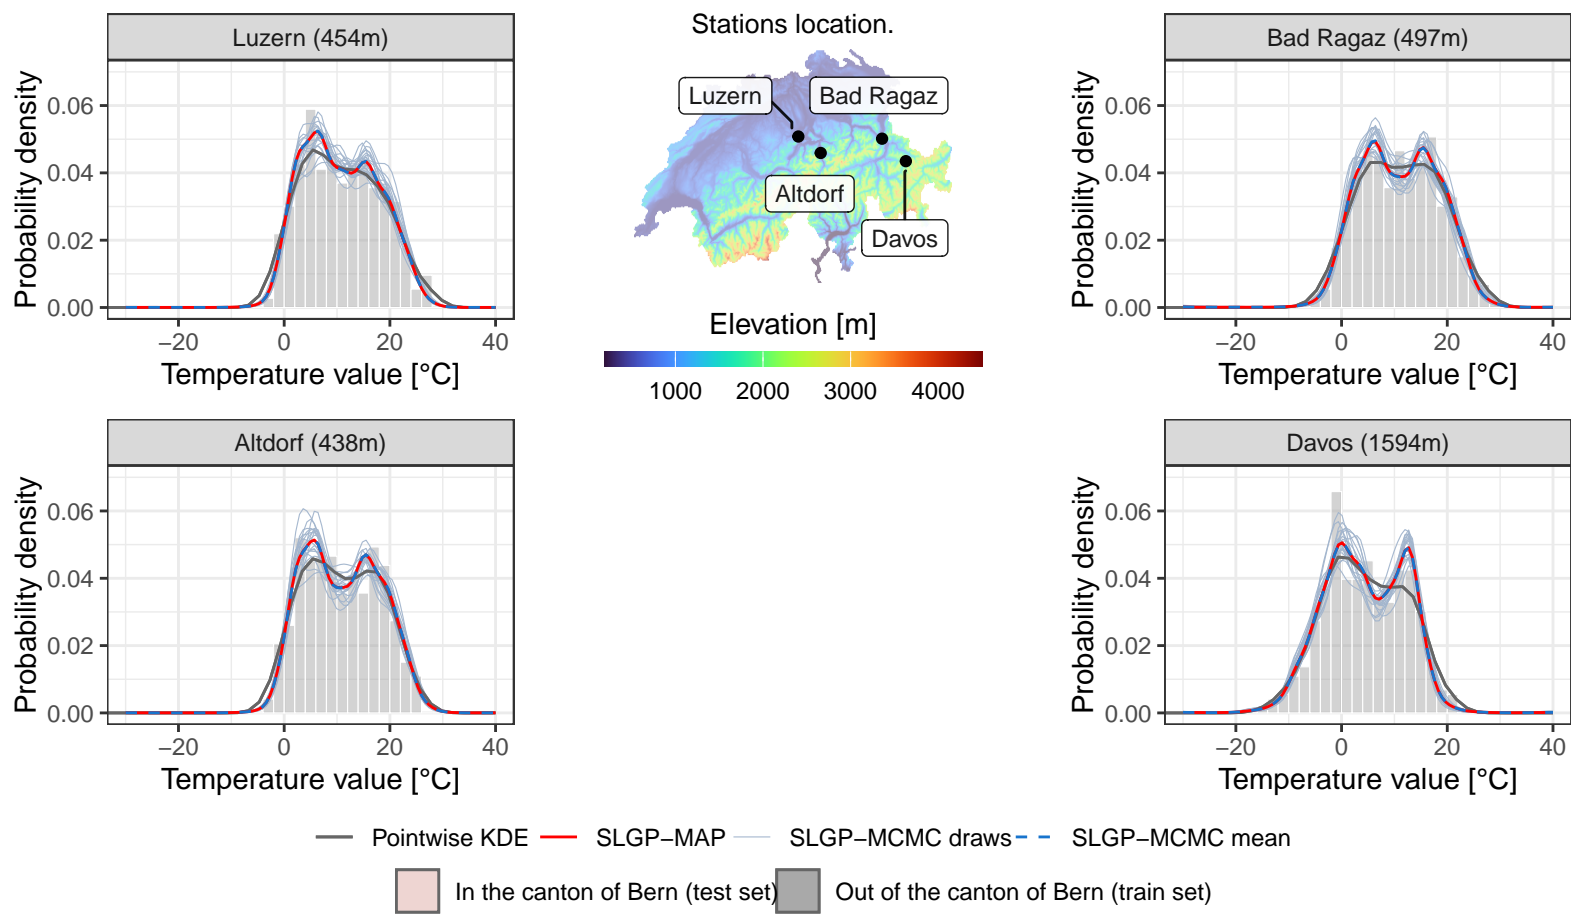 Luzern (454m)
Probability density
0.06
0.04
0.02
0.00
−20 0 20 40
Temperature value [°C]
Stations location.
Luzern
Bad Ragaz
Altdorf
Davos
Elevation [m]
1000 2000 3000 4000
Bad Ragaz (497m)
Probability density
0.06
0.04
0.02
0.00
−20 0 20 40
Temperature value [°C]
Altdorf (438m)
Probability density
0.06
0.04
0.02
0.00
−20 0 20 40
Temperature value [°C]
Davos (1594m)
Probability density
0.06
0.04
0.02
0.00
−20 0 20 40
Temperature value [°C]
Pointwise KDE SLGP−MAP SLGP−MCMC draws SLGP−MCMC mean
In the canton of Bern (test set) Out of the canton of Bern (train set)